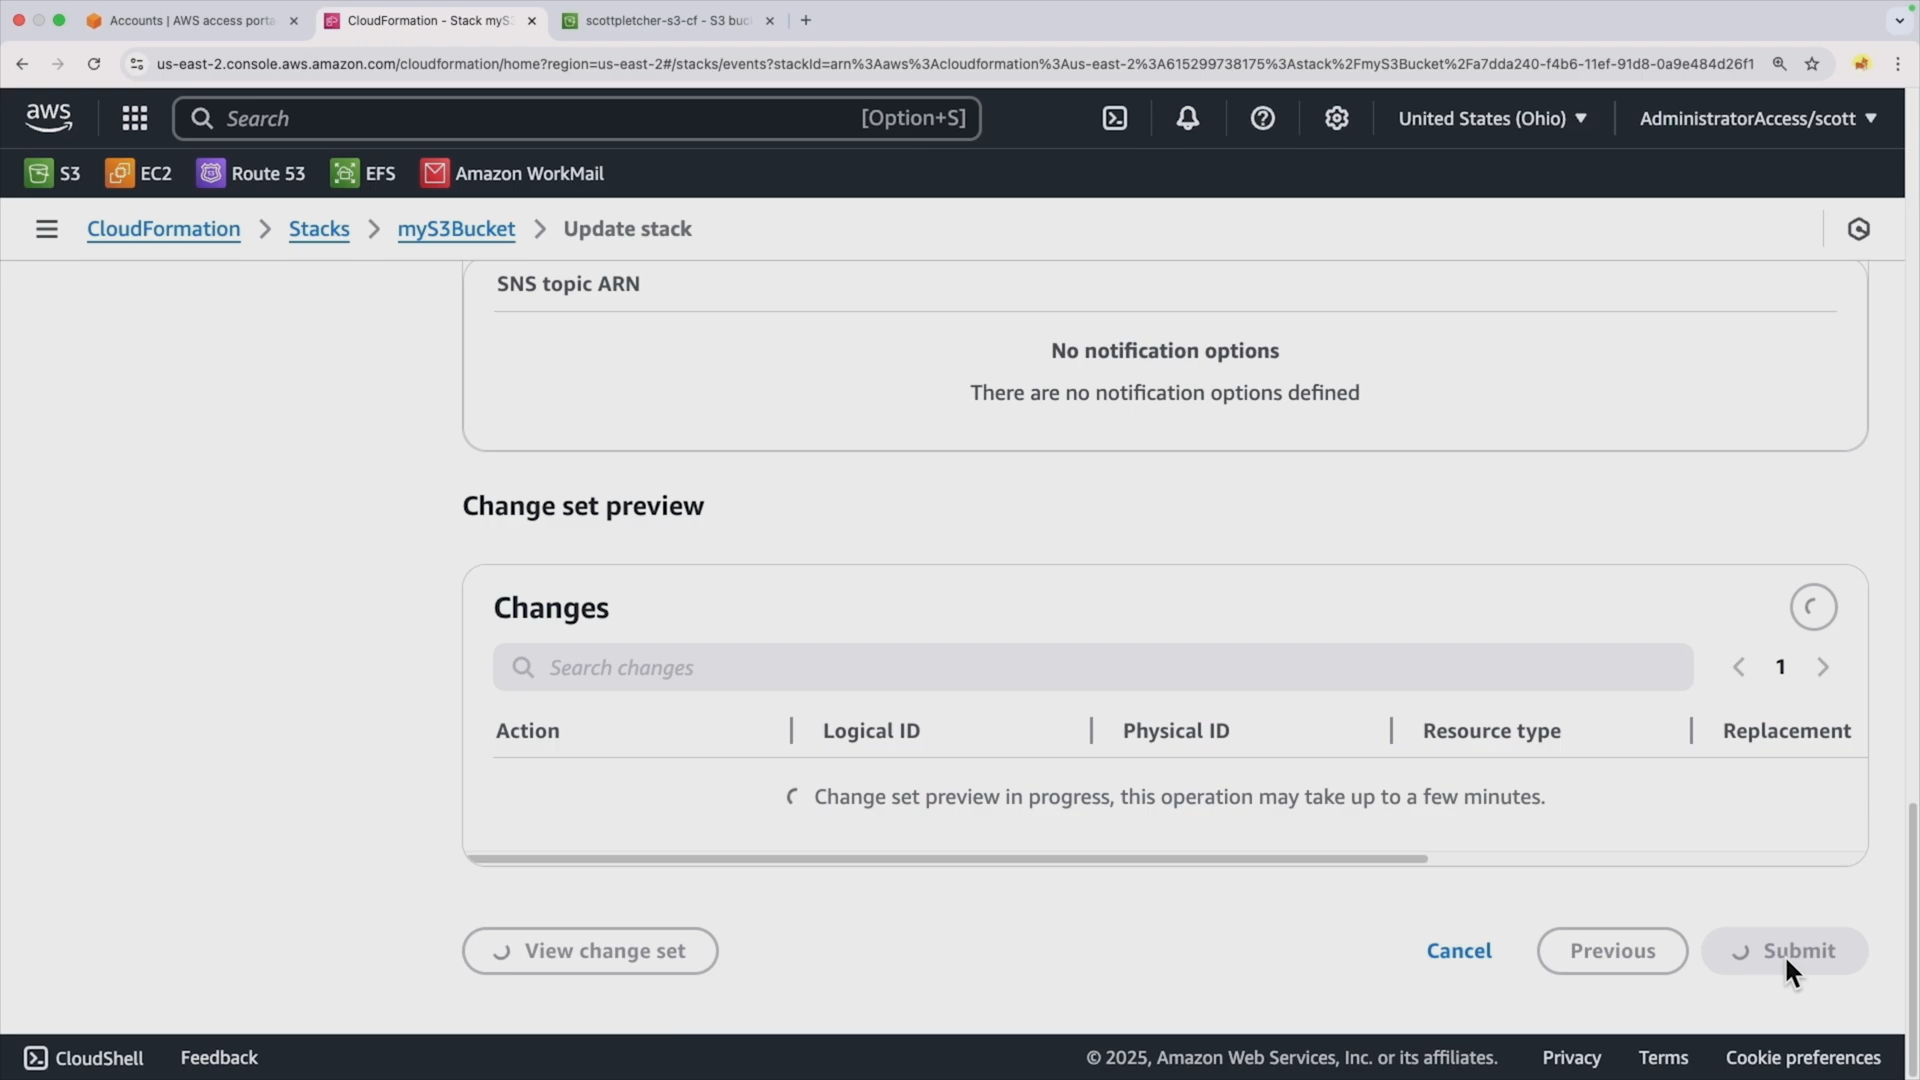 Accounts | AWS access porta
CloudFormation - Stack myS3
scottpletcher-s3-cf - S3 buc
us-east-2.console.aws.amazon.com/cloudformation/home?region=us-east-2#/stacks/events?stackId=arn%3Aaws%3Acloudformation%3Aus-east-2%3A615299738175%3Astack%2FmyS3Bucket%2Fa7dda240-f4b6-11ef-91d8-0a9e484d26f1
aws
Search
[Option+S]
United States (Ohio)
AdministratorAccess/scott
S3
EC2
Route 53
EFS
Amazon WorkMail
CloudFormation > Stacks > myS3Bucket > Update stack
SNS topic ARN
No notification options
There are no notification options defined
Change set preview
Changes
Search changes
1
Action
Logical ID
Physical ID
Resource type
Replacement
Change set preview in progress, this operation may take up to a few minutes.
View change set
Cancel
Previous
Submit
CloudShell
Feedback
© 2025, Amazon Web Services, Inc. or its affiliates.
Privacy
Terms
Cookie preferences